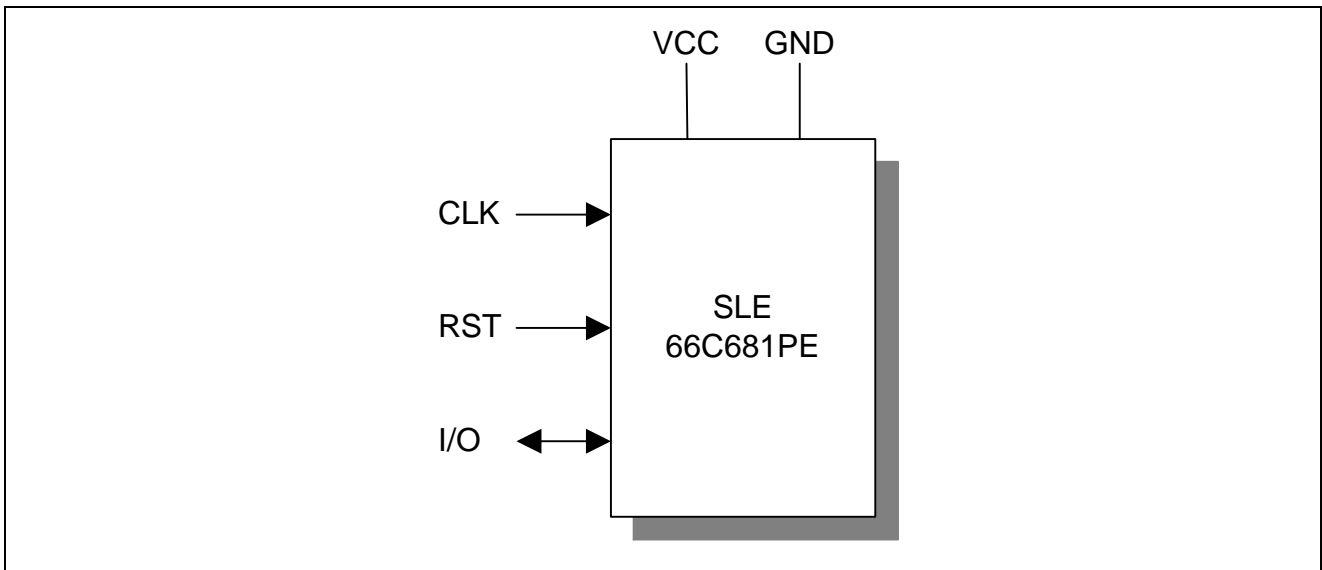 VCC GND
CLK
RST
I/O
SLE
66C681PE